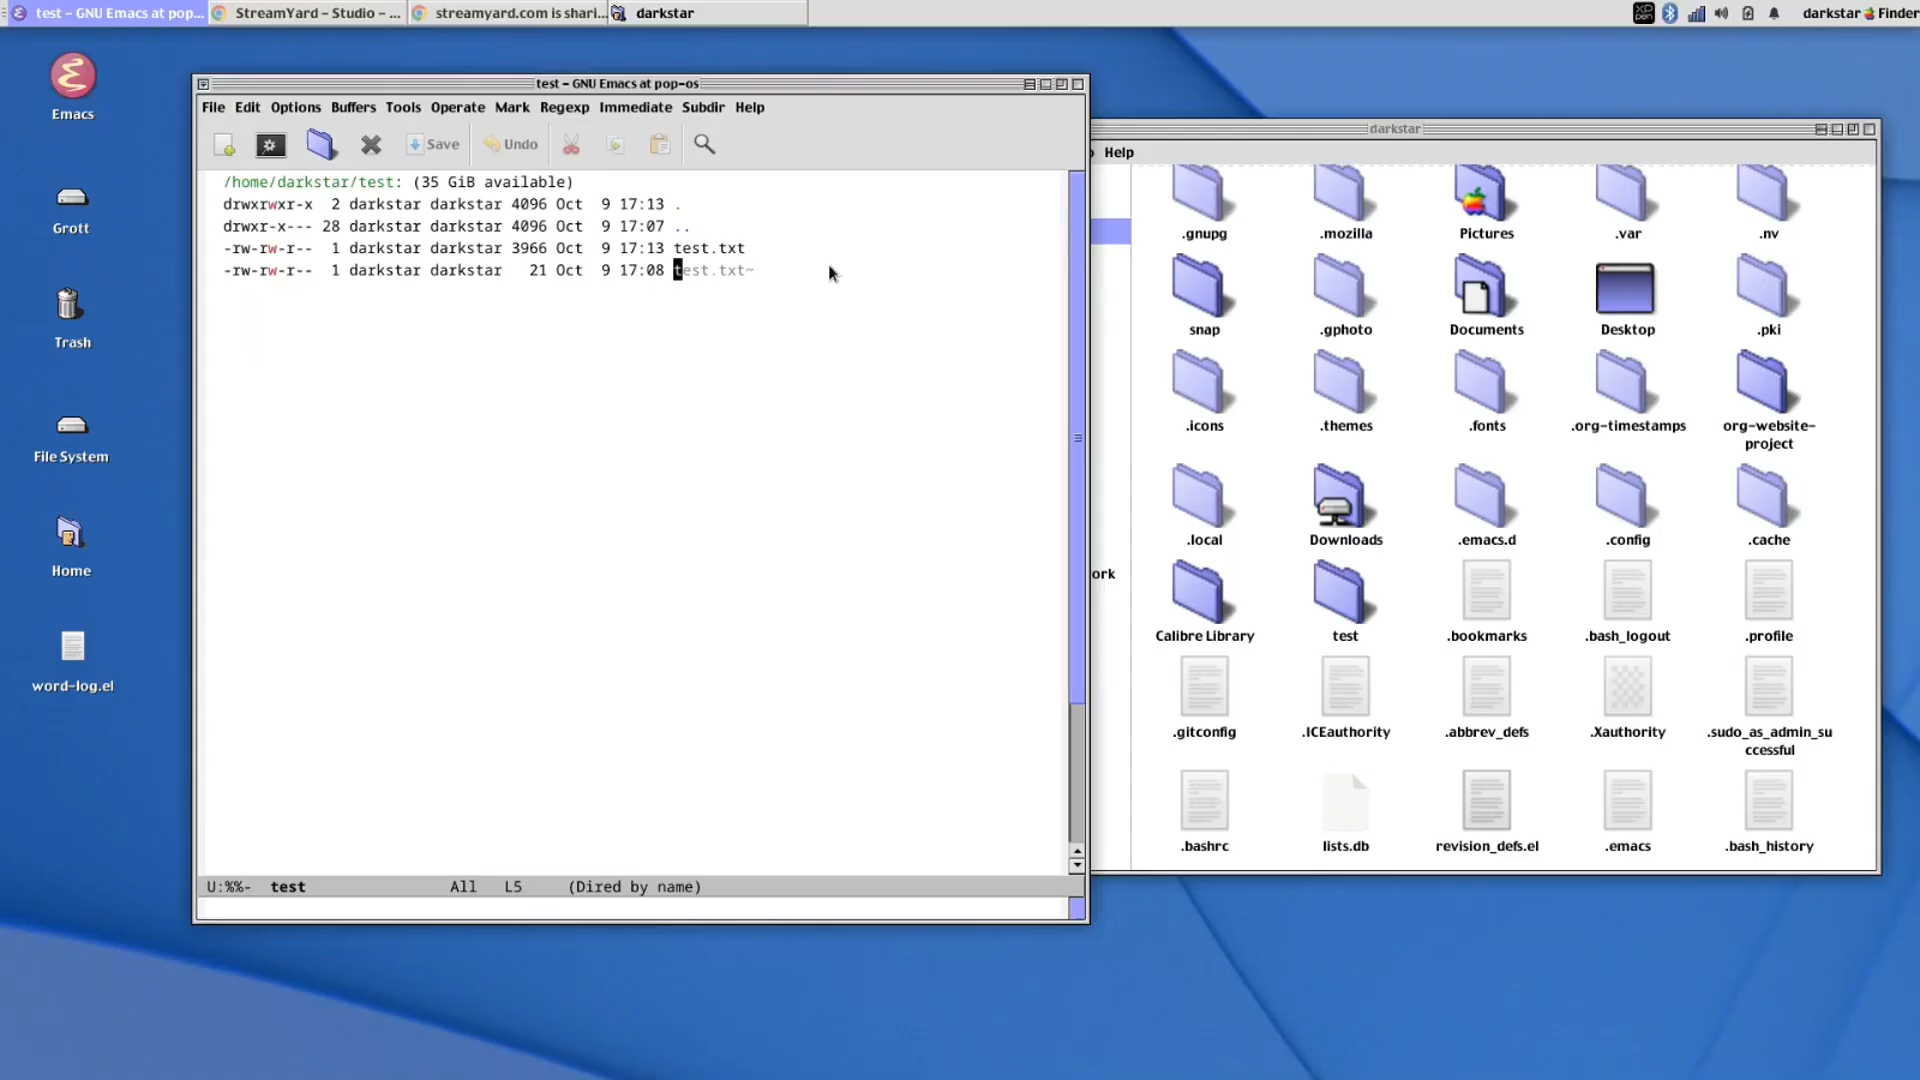 test - GNU Emacs at pop...
StreamYard - Studio - ...
streamyard.com is shari...
darkstar
XP
PEN
darkstar
Finder
Emacs
Grott
Trash
File System
Home
word-log.el
test - GNU Emacs at pop-os
File Edit Options Buffers Tools Operate Mark Regexp Immediate Subdir Help
Save
Undo
/home/darkstar/test: (35 GiB available)
drwxrwxr-x 2 darkstar darkstar 4096 Oct 9 17:13 .
drwxr-x--- 28 darkstar darkstar 4096 Oct 9 17:07 ..
-rw-rw-r-- 1 darkstar darkstar 3966 Oct 9 17:13 test.txt
-rw-rw-r-- 1 darkstar darkstar 21 Oct 9 17:08 test.txt~
U:%%- test All L5 (Dired by name)
darkstar
Help
ork
.gnupg
.mozilla
Pictures
.var
.nv
snap
.gphoto
Documents
Desktop
.pki
.icons
.themes
.fonts
.org-timestamps
org-website-
project
.local
Downloads
.emacs.d
.config
.cache
Calibre Library
test
.bookmarks
.bash_logout
.profile
.gitconfig
.ICEauthority
.abbrev_defs
.Xauthority
.sudo_as_admin_su
ccessful
.bashrc
lists.db
revision_defs.el
.emacs
.bash_history